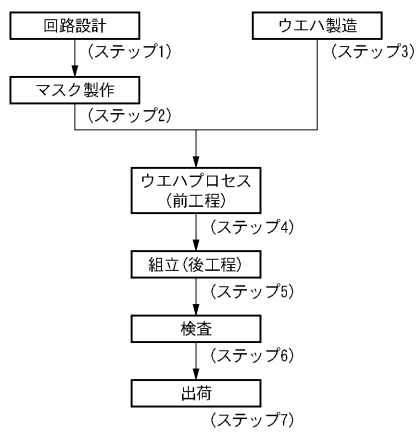 回路設計
(ステップ1)
ウエハ製造
(ステップ3)
マスク製作
(ステップ2)
ウエハプロセス
(前工程)
(ステップ4)
組立(後工程)
(ステップ5)
検査
(ステップ6)
出荷
(ステップ7)